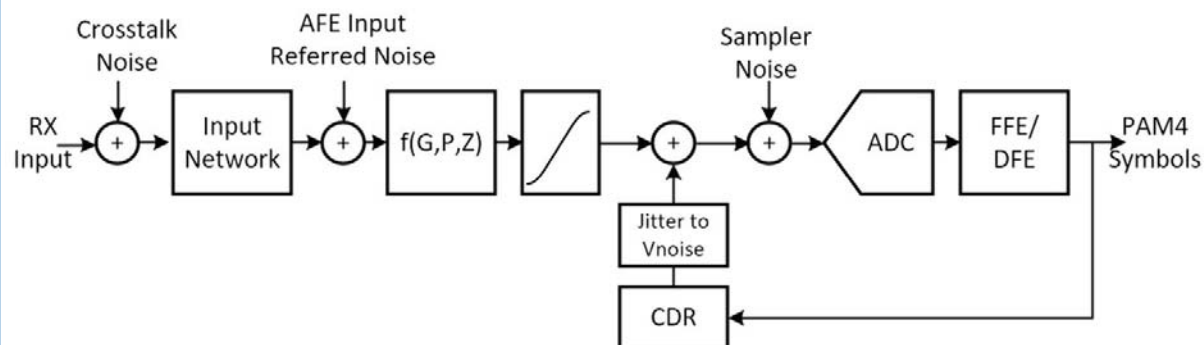 Crosstalk
Noise
AFE Input
Referred Noise
Sampler
Noise
RX
Input
+
Input
Network
+
f(G,P,Z)
+
+
ADC
FFE/
DFE
PAM4
Symbols
Jitter to
Vnoise
CDR